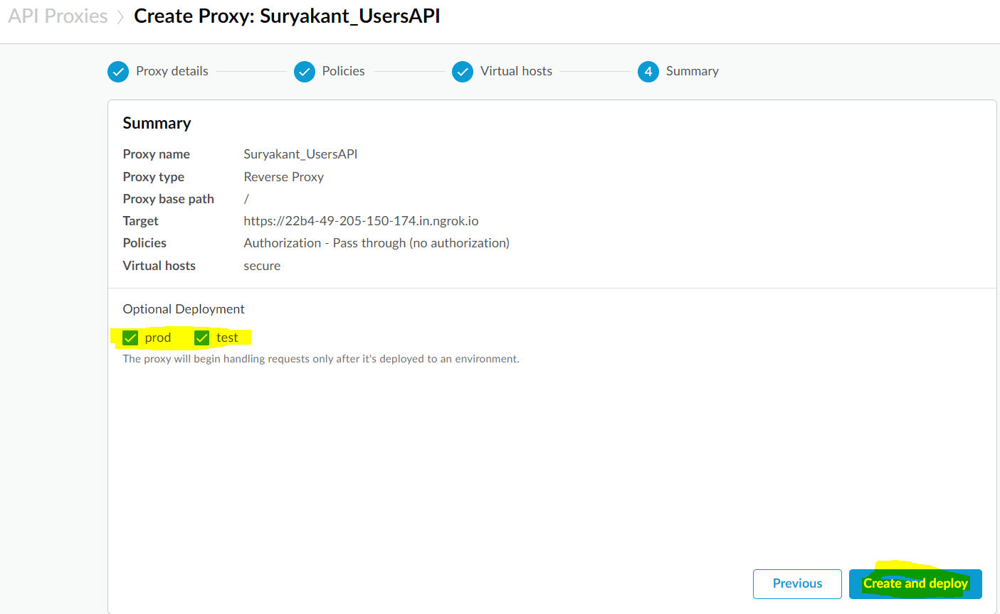 API Proxies > Create Proxy: Suryakant_UsersAPI
Proxy details Policies Virtual hosts 4 Summary
Summary
Proxy name Suryakant_UsersAPI
Proxy type Reverse Proxy
Proxy base path /
Target https://22b4-49-205-150-174.in.ngrok.io
Policies Authorization - Pass through (no authorization)
Virtual hosts secure
Optional Deployment
prod test
The proxy will begin handling requests only after it's deployed to an environment.
Previous Create and deploy